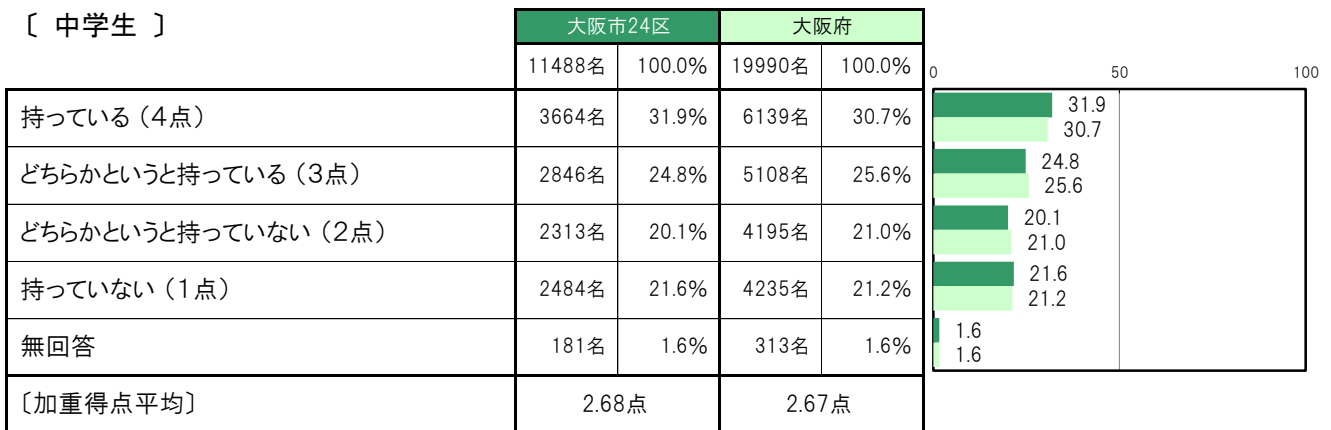 〔 中学生 〕
大阪市24区 大阪府
11488名 100.0% 19990名 100.0%
0 50 100
持っている（4点） 3664名 31.9% 6139名 30.7%
31.9
30.7
どちらかというと持っている（3点） 2846名 24.8% 5108名 25.6%
24.8
25.6
どちらかというと持っていない（2点） 2313名 20.1% 4195名 21.0%
20.1
21.0
持っていない（1点） 2484名 21.6% 4235名 21.2%
21.6
21.2
無回答 181名 1.6% 313名 1.6%
1.6
1.6
〔加重得点平均〕 2.68点 2.67点